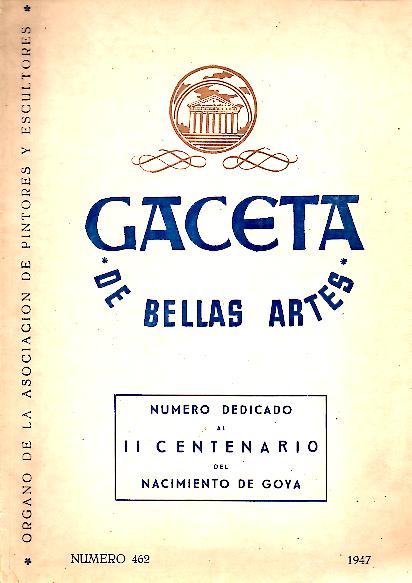 * ORGANO DE LA ASOCIACION DE PINTORES Y ESCULTORES *
GACETA
* DE BELLAS ARTES *
NUMERO DEDICADO
AL
II CENTENARIO
DEL
NACIMIENTO DE GOYA
NUMERO 462
1947